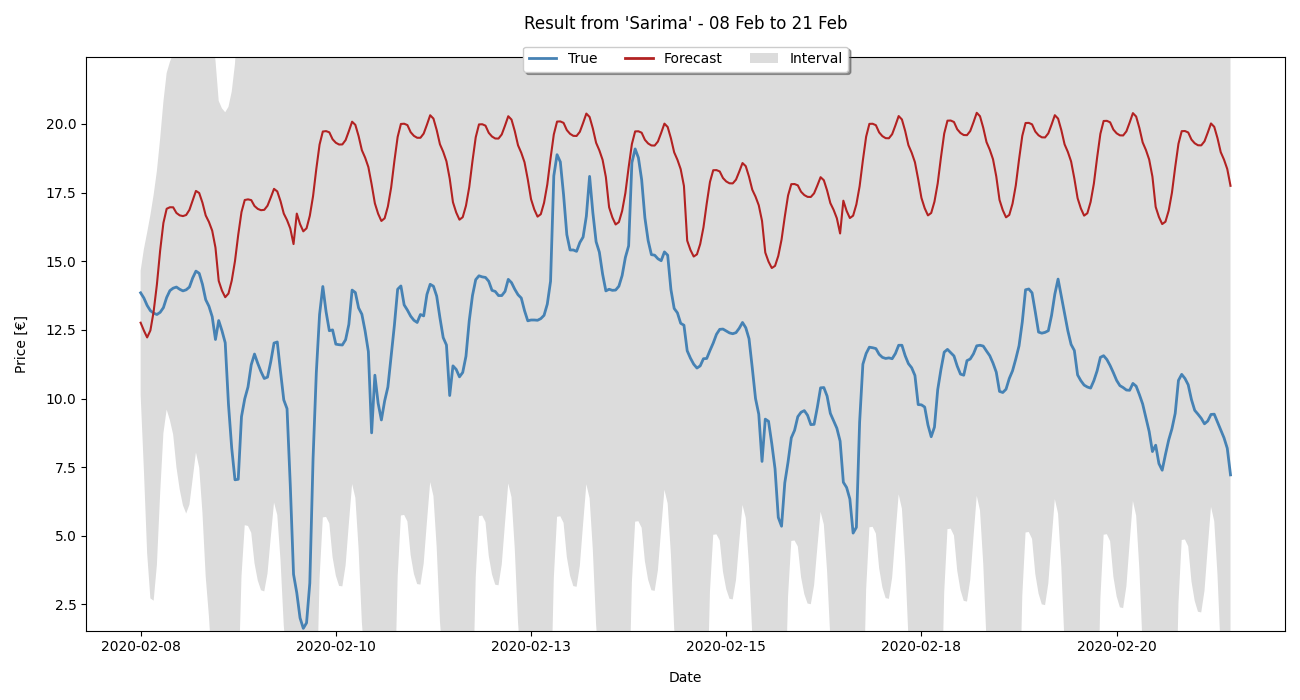 Result from 'Sarima' - 08 Feb to 21 Feb
True Forecast Interval
20.0
17.5
15.0
12.5
10.0
7.5
5.0
2.5
Price [€]
2020-02-08 2020-02-10 2020-02-13 2020-02-15 2020-02-18 2020-02-20
Date